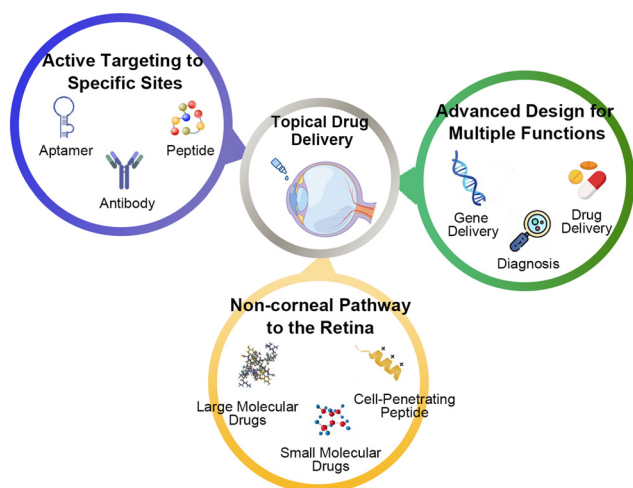 Active Targeting to
Specific Sites
Aptamer
Peptide
Antibody
Topical Drug
Delivery
Advanced Design for
Multiple Functions
Gene
Delivery
Drug
Delivery
Diagnosis
Non-corneal Pathway
to the Retina
Large Molecular
Drugs
Cell-Penetrating
Peptide
Small Molecular
Drugs